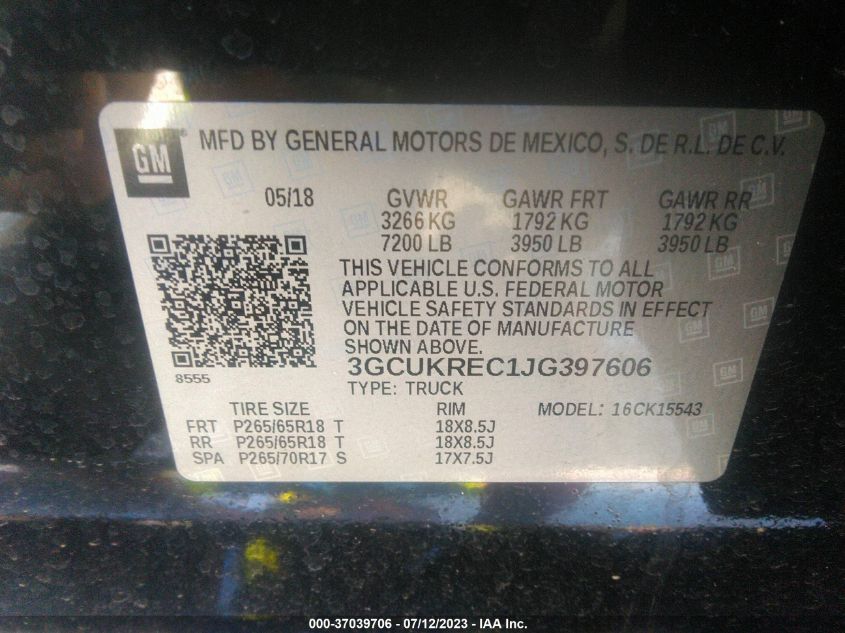 GM
MFD BY GENERAL MOTORS DE MEXICO, S. DE R.L. DE C.V.
05/18 GVWR GAWR FRT GAWR RR
3266 KG 1792 KG 1792 KG
7200 LB 3950 LB 3950 LB
THIS VEHICLE CONFORMS TO ALL
APPLICABLE U.S. FEDERAL MOTOR
VEHICLE SAFETY STANDARDS IN EFFECT
ON THE DATE OF MANUFACTURE
SHOWN ABOVE.
8555
3GCUKREC1JG397606
TYPE: TRUCK
TIRE SIZE RIM MODEL: 16CK15543
FRT P265/65R18 T 18X8.5J
RR P265/65R18 T 18X8.5J
SPA P265/70R17 S 17X7.5J
000-37039706 - 07/12/2023 - IAA Inc.